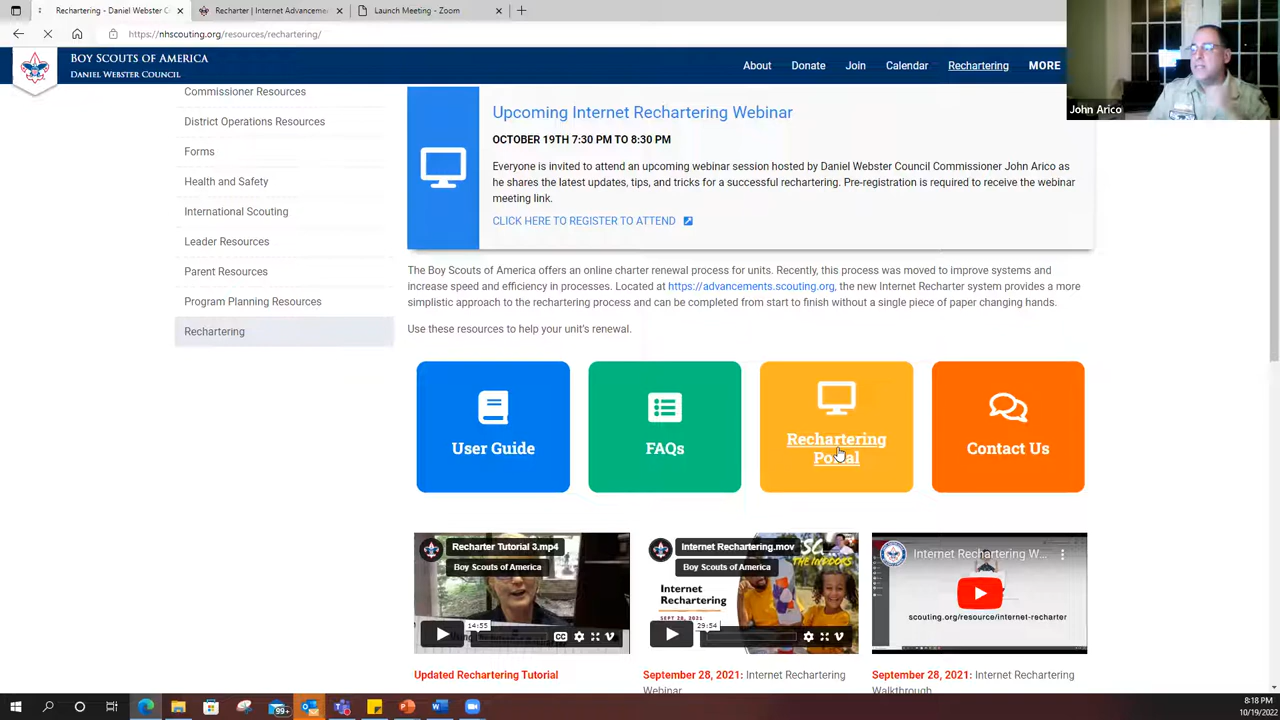 Rechartering - Daniel Webster C
Recharter | Internet Advanceme
Launch Meeting - Zoom
https://nhscouting.org/resources/rechartering/
BOY SCOUTS OF AMERICA
DANIEL WEBSTER COUNCIL
About
Donate
Join
Calendar
Rechartering
MORE
John Arico
Commissioner Resources
District Operations Resources
Forms
Health and Safety
International Scouting
Leader Resources
Parent Resources
Program Planning Resources
Rechartering
Upcoming Internet Rechartering Webinar
OCTOBER 19TH 7:30 PM TO 8:30 PM
Everyone is invited to attend an upcoming webinar session hosted by Daniel Webster Council Commissioner John Arico as
he shares the latest updates, tips, and tricks for a successful rechartering. Pre-registration is required to receive the webinar
meeting link.
CLICK HERE TO REGISTER TO ATTEND
The Boy Scouts of America offers an online charter renewal process for units. Recently, this process was moved to improve systems and
increase speed and efficiency in processes. Located at https://advancements.scouting.org, the new Internet Recharter system provides a more
simplistic approach to the rechartering process and can be completed from start to finish without a single piece of paper changing hands.
Use these resources to help your unit's renewal.
User Guide
FAQs
Rechartering
Portal
Contact Us
Recharter Tutorial 3.mp4
Boy Scouts of America
14:55
CC
Internet Rechartering.mov
Boy Scouts of America
THE INDOORS
Internet
Rechartering
SEPT 28, 2021
29:54
Internet Rechartering W...
scouting.org/resource/internet-recharter
Updated Rechartering Tutorial
September 28, 2021: Internet Rechartering
Webinar
September 28, 2021: Internet Rechartering
Walkthrough
99+
8:18 PM
10/19/2022